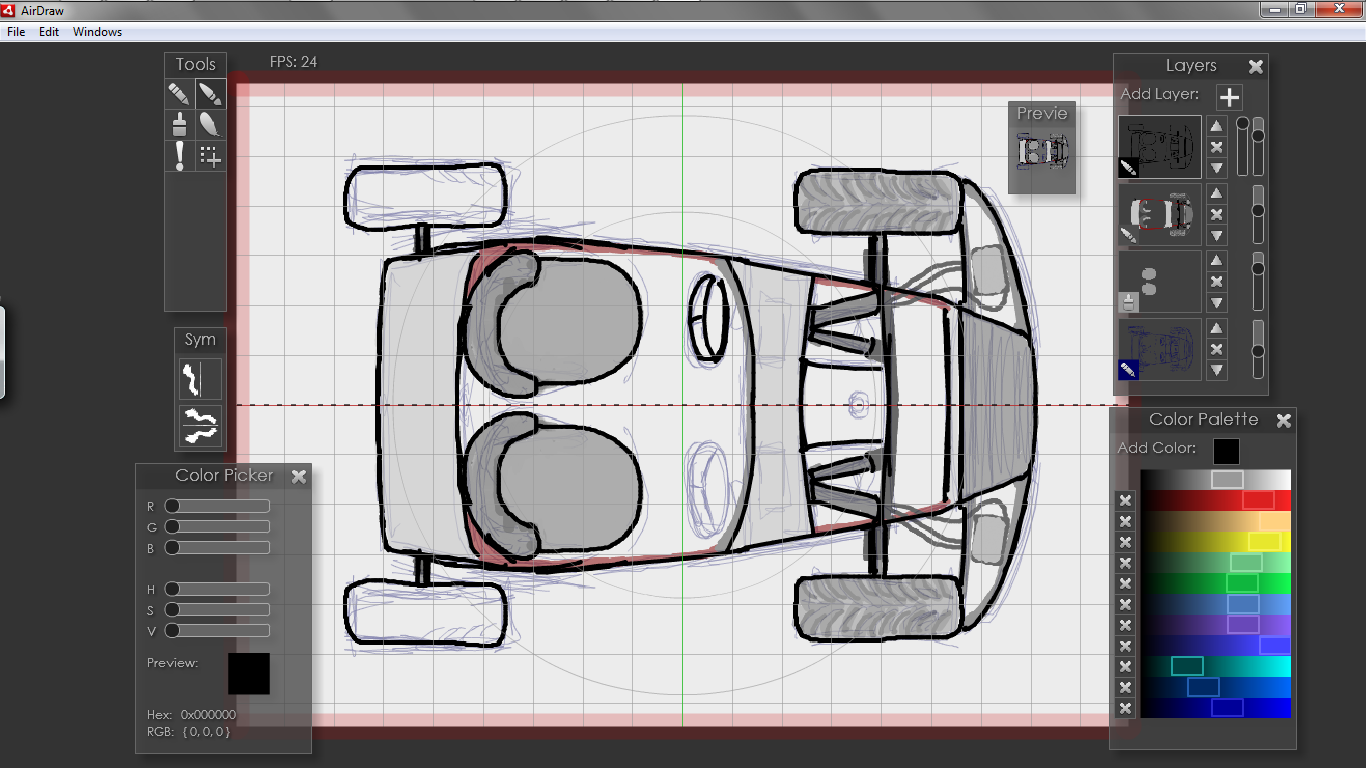 AirDraw
File Edit Windows
Tools
FPS: 24
Layers
Add Layer:
Previe
Sym
Color Picker
R
G
B
H
S
V
Preview:
Hex: 0x000000
RGB: { 0, 0, 0 }
Color Palette
Add Color: